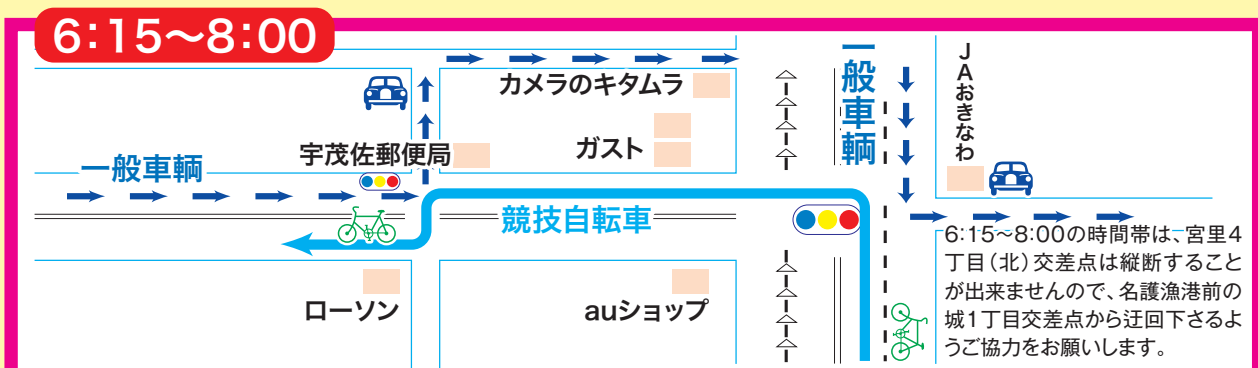 6:15〜8:00
カメラのキタムラ
ガスト
宇茂佐郵便局
一般車輌
一般車輌
JAおきなわ
競技自転車
ローソン
auショップ
6:15〜8:00の時間帯は、宮里4
丁目(北)交差点は縦断すること
が出来ませんので、名護漁港前の
城1丁目交差点から迂回下さるよ
うご協力をお願いします。